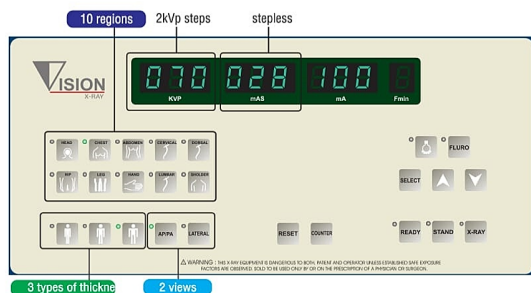 10 regions
2kVp steps
stepless
VISION
X-RAY
070 028 100
KVP mAS mA Fmin
HEAD CHEST ABDOMEN CERVICAL DORSAL
HIP LEG HAND LUMBAR SHOLDER
FLURO
SELECT
AP/PA LATERAL
RESET COUNTER
READY STAND X-RAY
⚠ WARNING : THIS X-RAY EQUIPMENT IS DANGEROUS TO BOTH, PATIENT AND OPERATOR UNLESS ESTABLISHED SAFE EXPOSURE
FACTORS ARE OBSERVED. SOLD TO BE USED ONLY BY OR ON THE PRESCRIPTION OF A PHYSICIAN OR SURGEON.
3 types of thickne
2 views